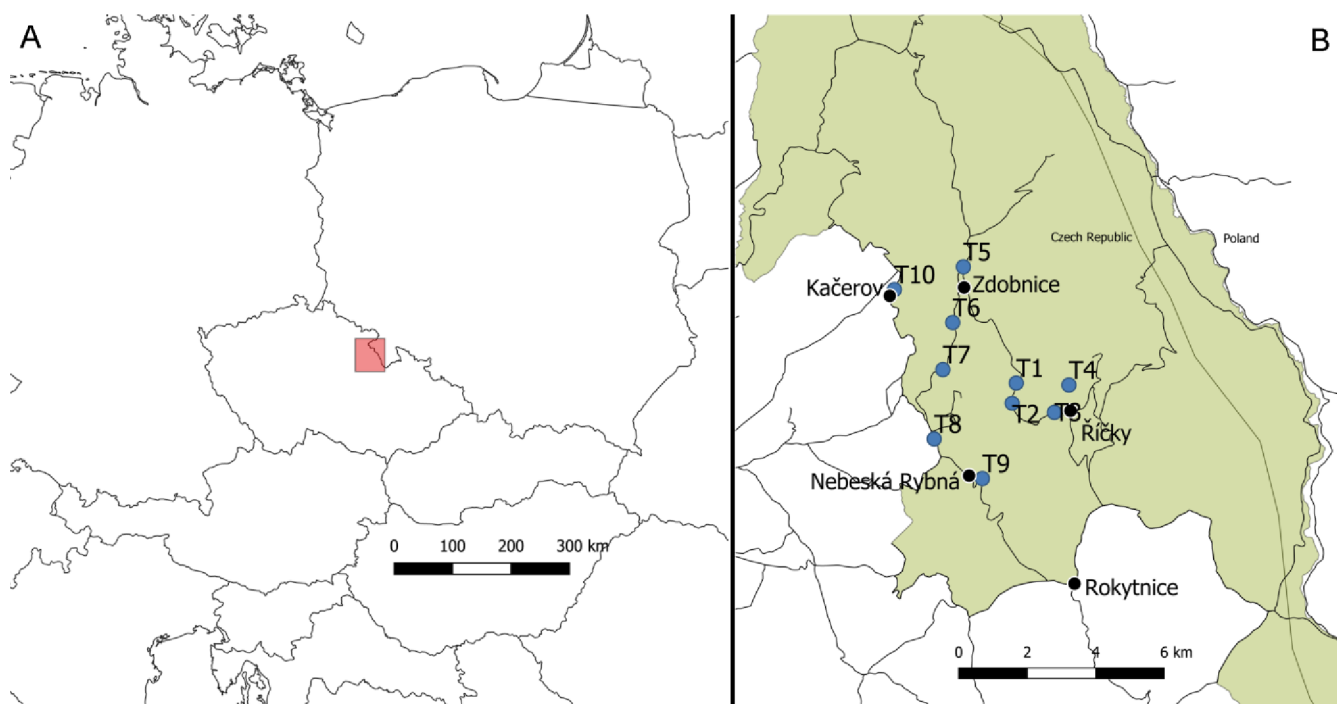 A
0 100 200 300 km
B
Czech Republic
Poland
T5
T10
Kačerov
Zdobnice
T6
T7
T1
T4
T2
T3
Říčky
T8
T9
Nebeská Rybná
Rokytnice
0 2 4 6 km